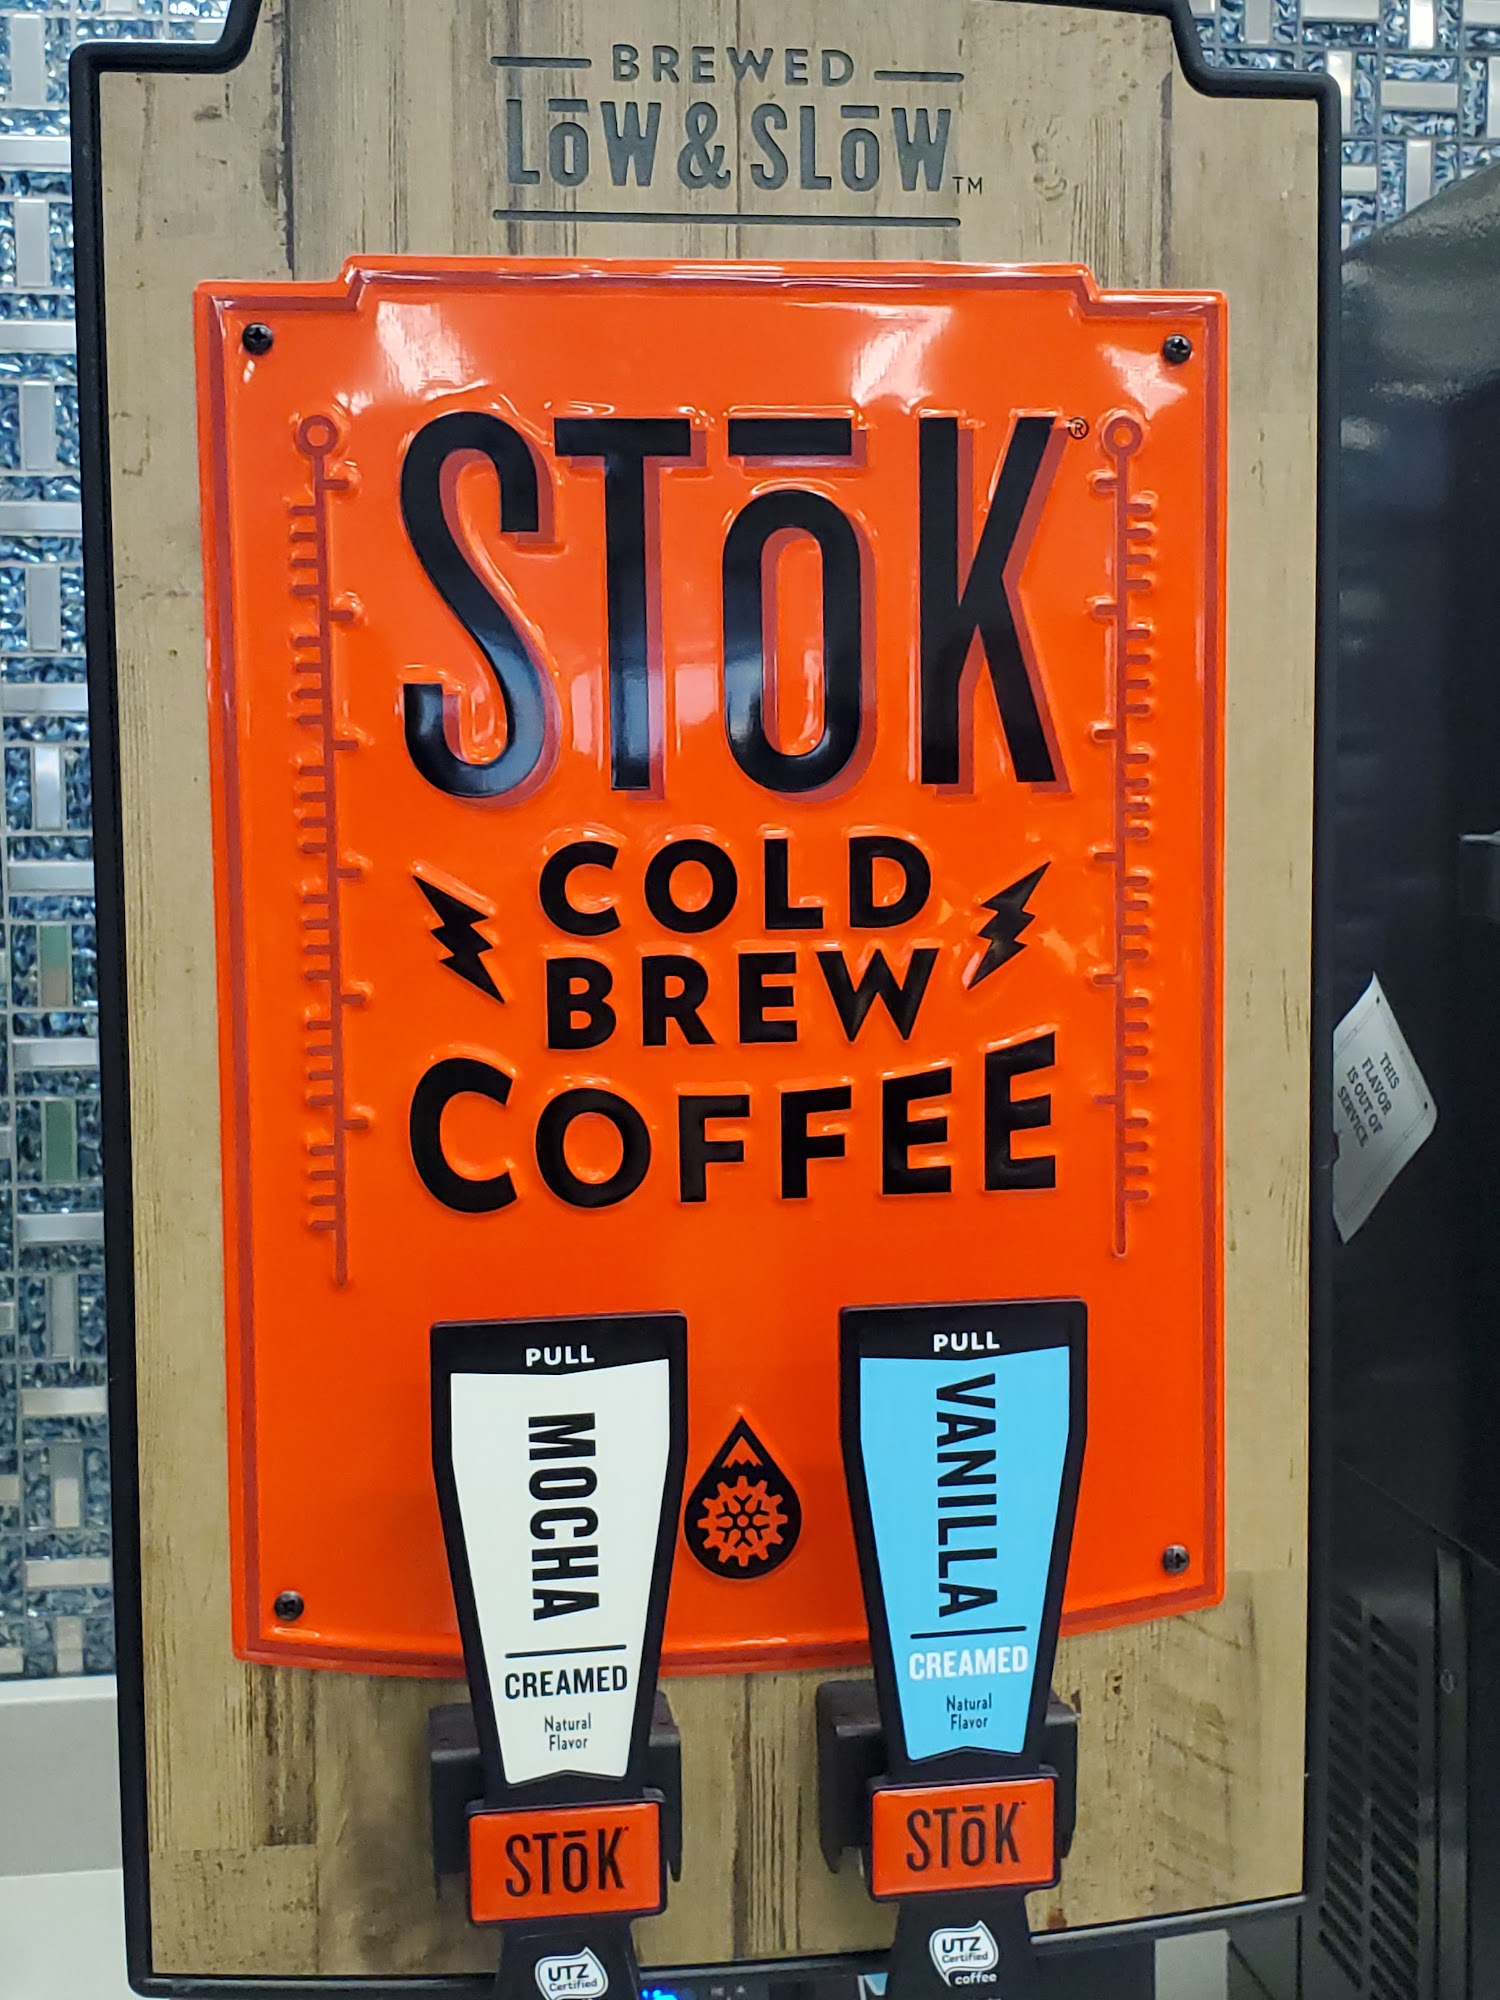 BREWED
LōW & SLōW™
STōK®
COLD
BREW
COFFEE
PULL
MOCHA
CREAMED
Natural
Flavor
STōK
UTZ
Certified
PULL
VANILLA
CREAMED
Natural
Flavor
STōK
UTZ
Certified
coffee
THIS
FLAVOR
IS OUT OF
SERVICE